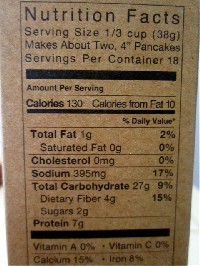 Nutrition Facts
Serving Size 1/3 cup (38g)
Makes About Two, 4" Pancakes
Servings Per Container 18
Amount Per Serving
Calories 130 Calories from Fat 10
% Daily Value*
Total Fat 1g 2%
Saturated Fat 0g 0%
Cholesterol 0mg 0%
Sodium 395mg 17%
Total Carbohydrate 27g 9%
Dietary Fiber 4g 15%
Sugars 2g
Protein 7g
Vitamin A 0% • Vitamin C 0%
Calcium 15% • Iron 8%